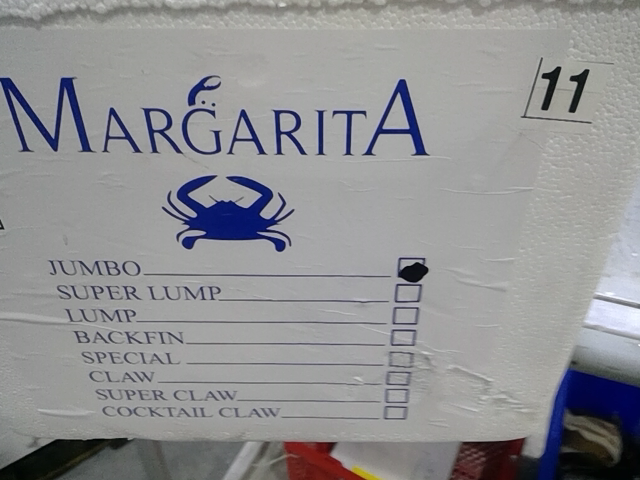 MARGARITA
11
JUMBO
SUPER LUMP
LUMP
BACKFIN
SPECIAL
CLAW
SUPER CLAW
COCKTAIL CLAW